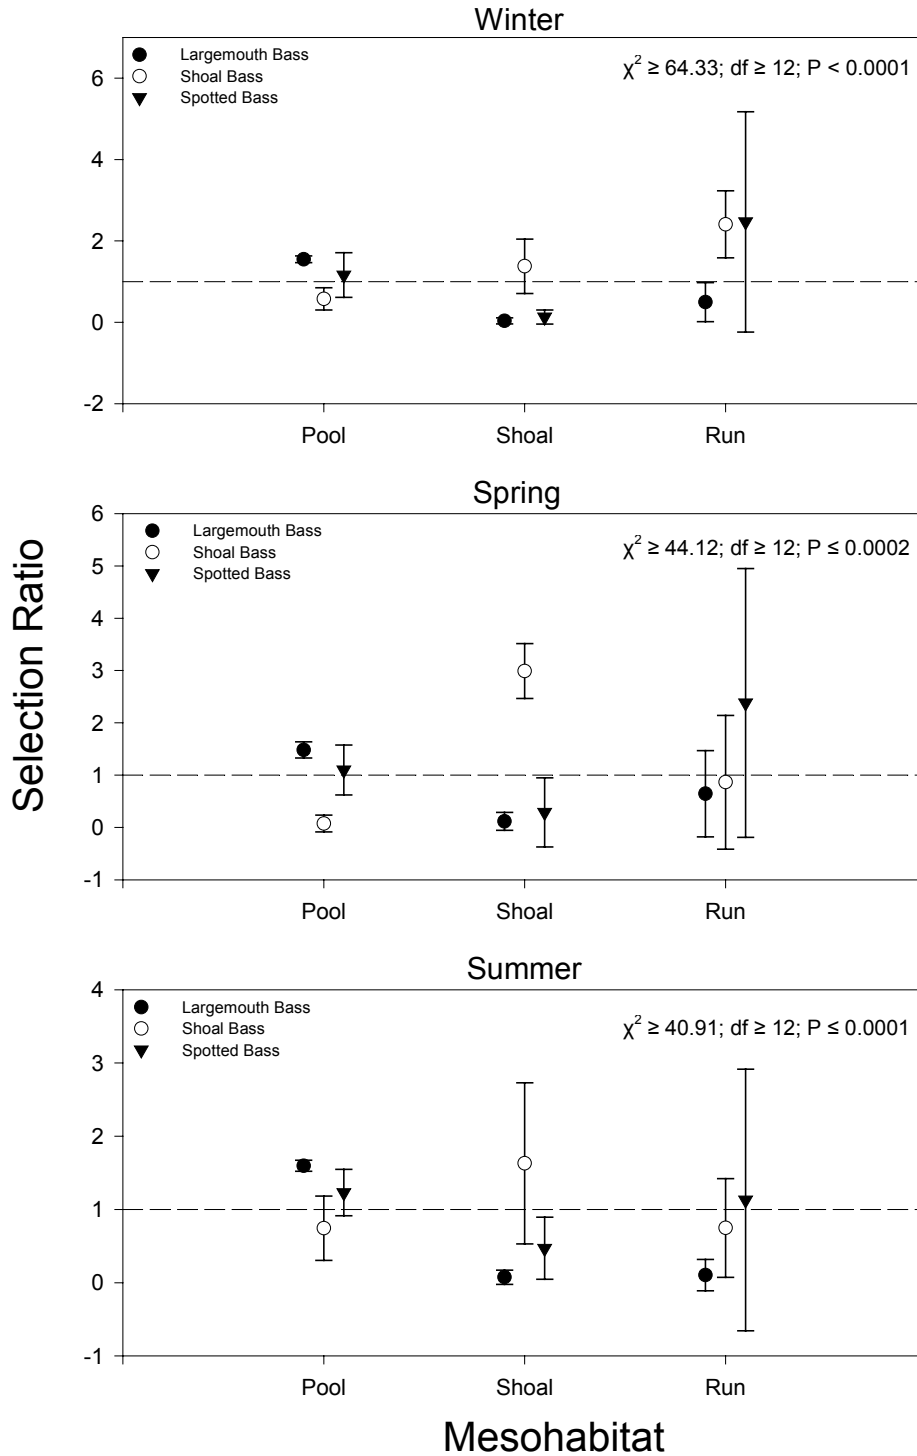 Winter
Largemouth Bass
Shoal Bass
Spotted Bass
χ² ≥ 64.33; df ≥ 12; P < 0.0001
6
4
2
0
-2
Pool Shoal Run
Spring
Largemouth Bass
Shoal Bass
Spotted Bass
χ² ≥ 44.12; df ≥ 12; P ≤ 0.0002
6
5
4
3
2
1
0
-1
Pool Shoal Run
Selection Ratio
Summer
Largemouth Bass
Shoal Bass
Spotted Bass
χ² ≥ 40.91; df ≥ 12; P ≤ 0.0001
4
3
2
1
0
-1
Pool Shoal Run
Mesohabitat